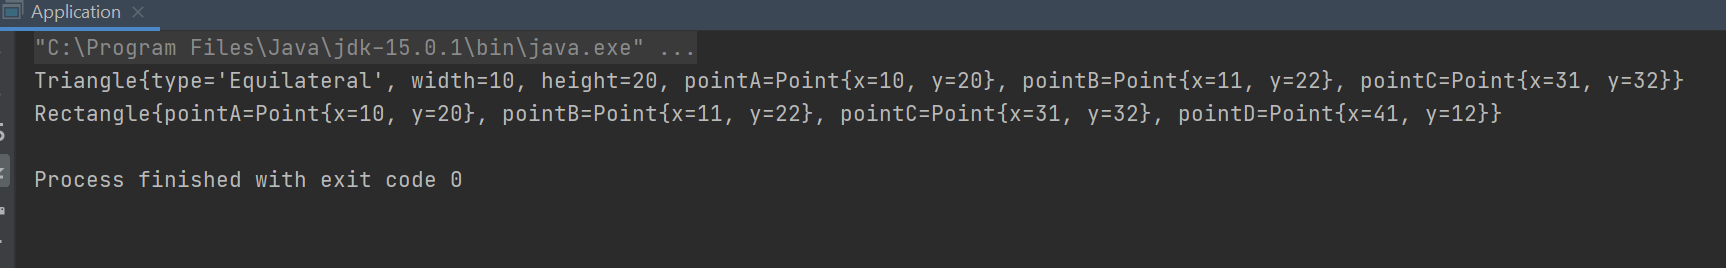 Application
"C:\Program Files\Java\jdk-15.0.1\bin\java.exe" ...
Triangle{type='Equilateral', width=10, height=20, pointA=Point{x=10, y=20}, pointB=Point{x=11, y=22}, pointC=Point{x=31, y=32}}
Rectangle{pointA=Point{x=10, y=20}, pointB=Point{x=11, y=22}, pointC=Point{x=31, y=32}, pointD=Point{x=41, y=12}}
Process finished with exit code 0